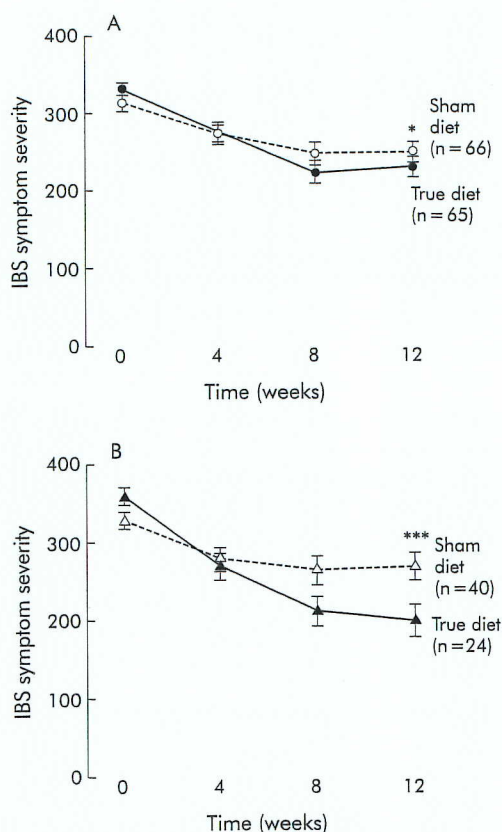 A
400
300
200
100
0
IBS symptom severity
*
Sham
diet
(n = 66)
True diet
(n = 65)
0 4 8 12
Time (weeks)
B
400
300
200
100
0
IBS symptom severity
***
Sham
diet
(n = 40)
True diet
(n=24)
0 4 8 12
Time (weeks)